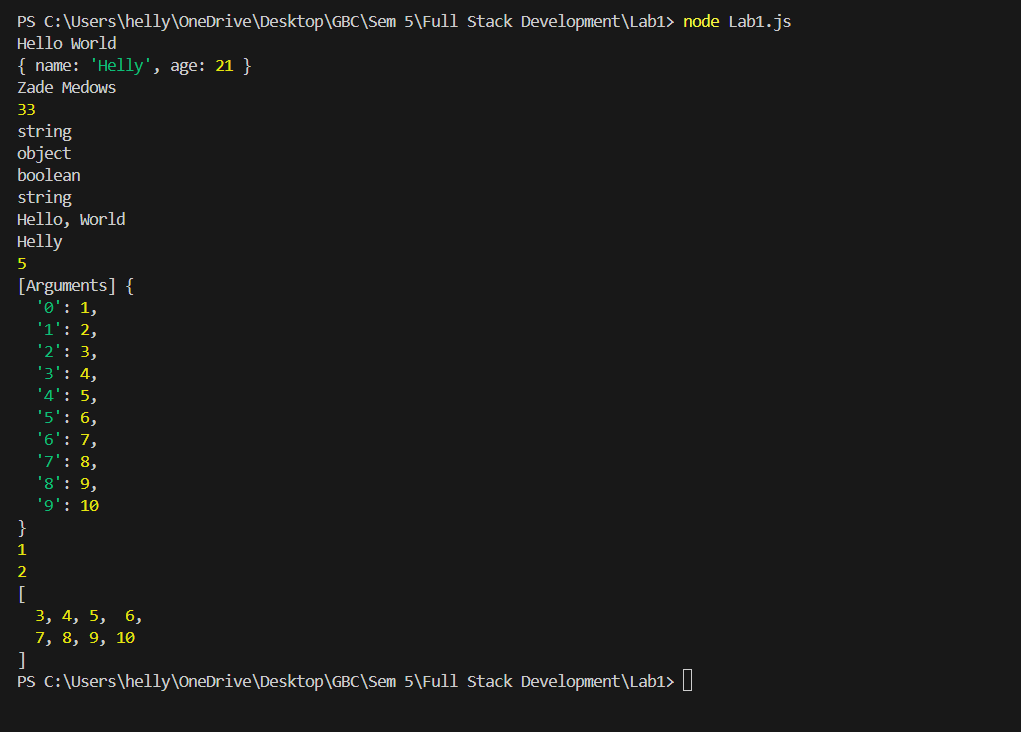 PS C:\Users\helly\OneDrive\Desktop\GBC\Sem 5\Full Stack Development\Lab1> node Lab1.js
Hello World
{ name: 'Helly', age: 21 }
Zade Medows
33
string
object
boolean
string
Hello, World
Helly
5
[Arguments] {
  '0': 1,
  '1': 2,
  '2': 3,
  '3': 4,
  '4': 5,
  '5': 6,
  '6': 7,
  '7': 8,
  '8': 9,
  '9': 10
}
1
2
[
  3, 4, 5,  6,
  7, 8, 9, 10
]
PS C:\Users\helly\OneDrive\Desktop\GBC\Sem 5\Full Stack Development\Lab1>